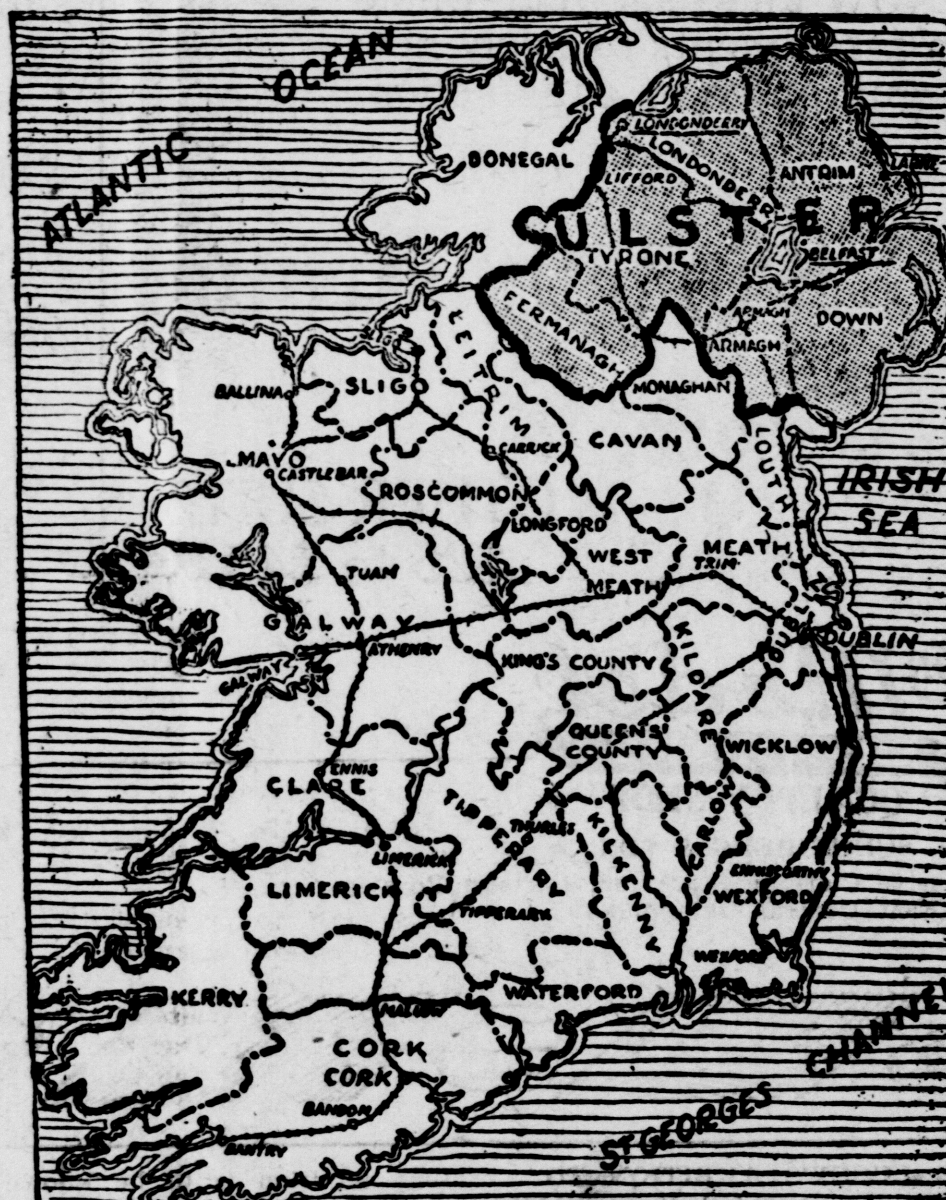 ATLANTIC OCEAN
BONEGAL
LONDONDERRY
LONDONDERRY
LIFFORD
ANTRIM
ULSTER
TYRONE
BELFAST
FERMANAGH
ARMAGH
ARMAGH
DOWN
MONAGHAN
LEITRIM
SLIGO
BALLINA
CARRICK
CAVAN
LOUTH
MAYO
CASTLEBAR
ROSCOMMON
IRISH
SEA
LONGFORD
WEST
MEATH
MEATH
TRIM
TUAM
GALWAY
ATHENRY
GALWAY
KING'S COUNTY
KILDARE
DUBLIN
QUEENS
COUNTY
WICKLOW
ENNIS
CLARE
TIPPERARL
THURLES
KILKENNY
CARLOW
LIMERICK
LIMERICK
TIPPERARY
ENNISCORTHY
WEXFORD
WEXFORD
KERRY
WATERFORD
MALLOW
CORK
CORK
BANDON
BANTRY
ST GEORGES CHANNEL